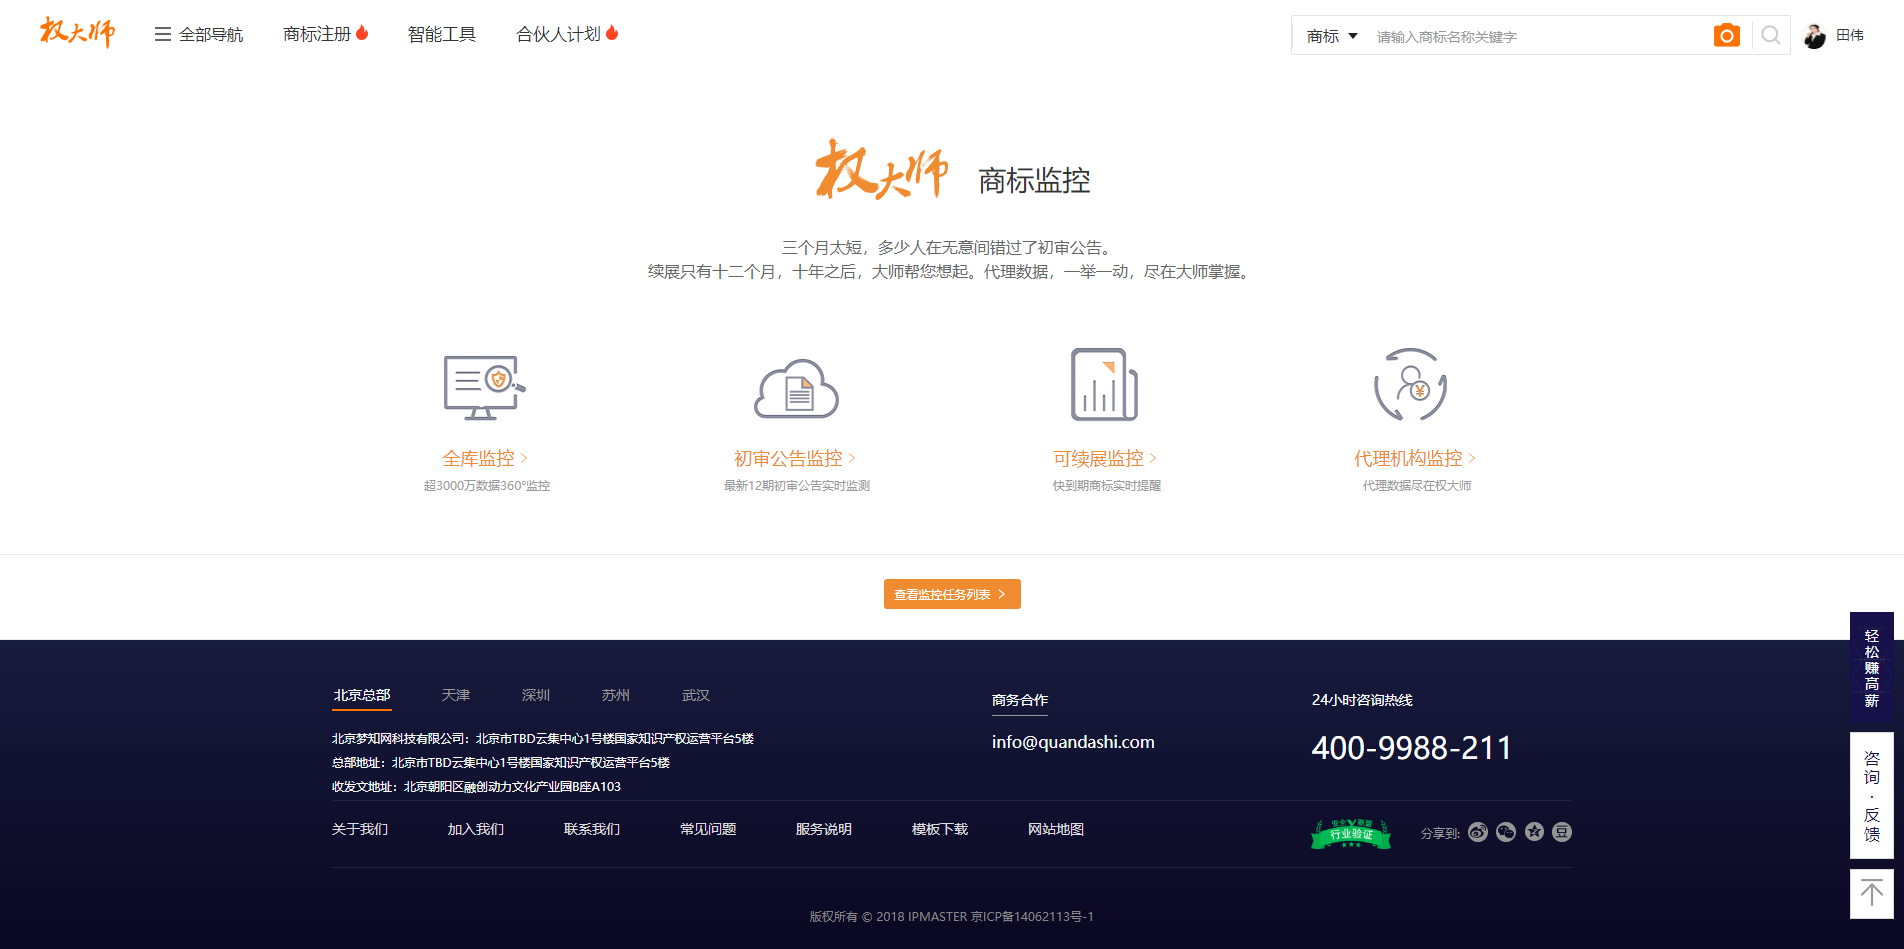 权大师
全部导航
商标注册
智能工具
合伙人计划
商标
请输入商标名称关键字
田伟
权大师 商标监控
三个月太短，多少人在无意间错过了初审公告。
续展只有十二个月，十年之后，大师帮您想起。代理数据，一举一动，尽在大师掌握。
全库监控
超3000万数据360°监控
初审公告监控
最新12期初审公告实时监测
可续展监控
快到期商标实时提醒
代理机构监控
代理数据尽在权大师
查看监控任务列表
轻松赚高薪
咨询·反馈
北京总部 天津 深圳 苏州 武汉
北京梦知网科技有限公司：北京市TBD云集中心1号楼国家知识产权运营平台5楼
总部地址：北京市TBD云集中心1号楼国家知识产权运营平台5楼
收发文地址：北京朝阳区融创动力文化产业园B座A103
商务合作
info@quandashi.com
24小时咨询热线
400-9988-211
关于我们 加入我们 联系我们 常见问题 服务说明 模板下载 网站地图
安全联盟
行业验证
分享到:
版权所有 © 2018 IPMASTER 京ICP备14062113号-1